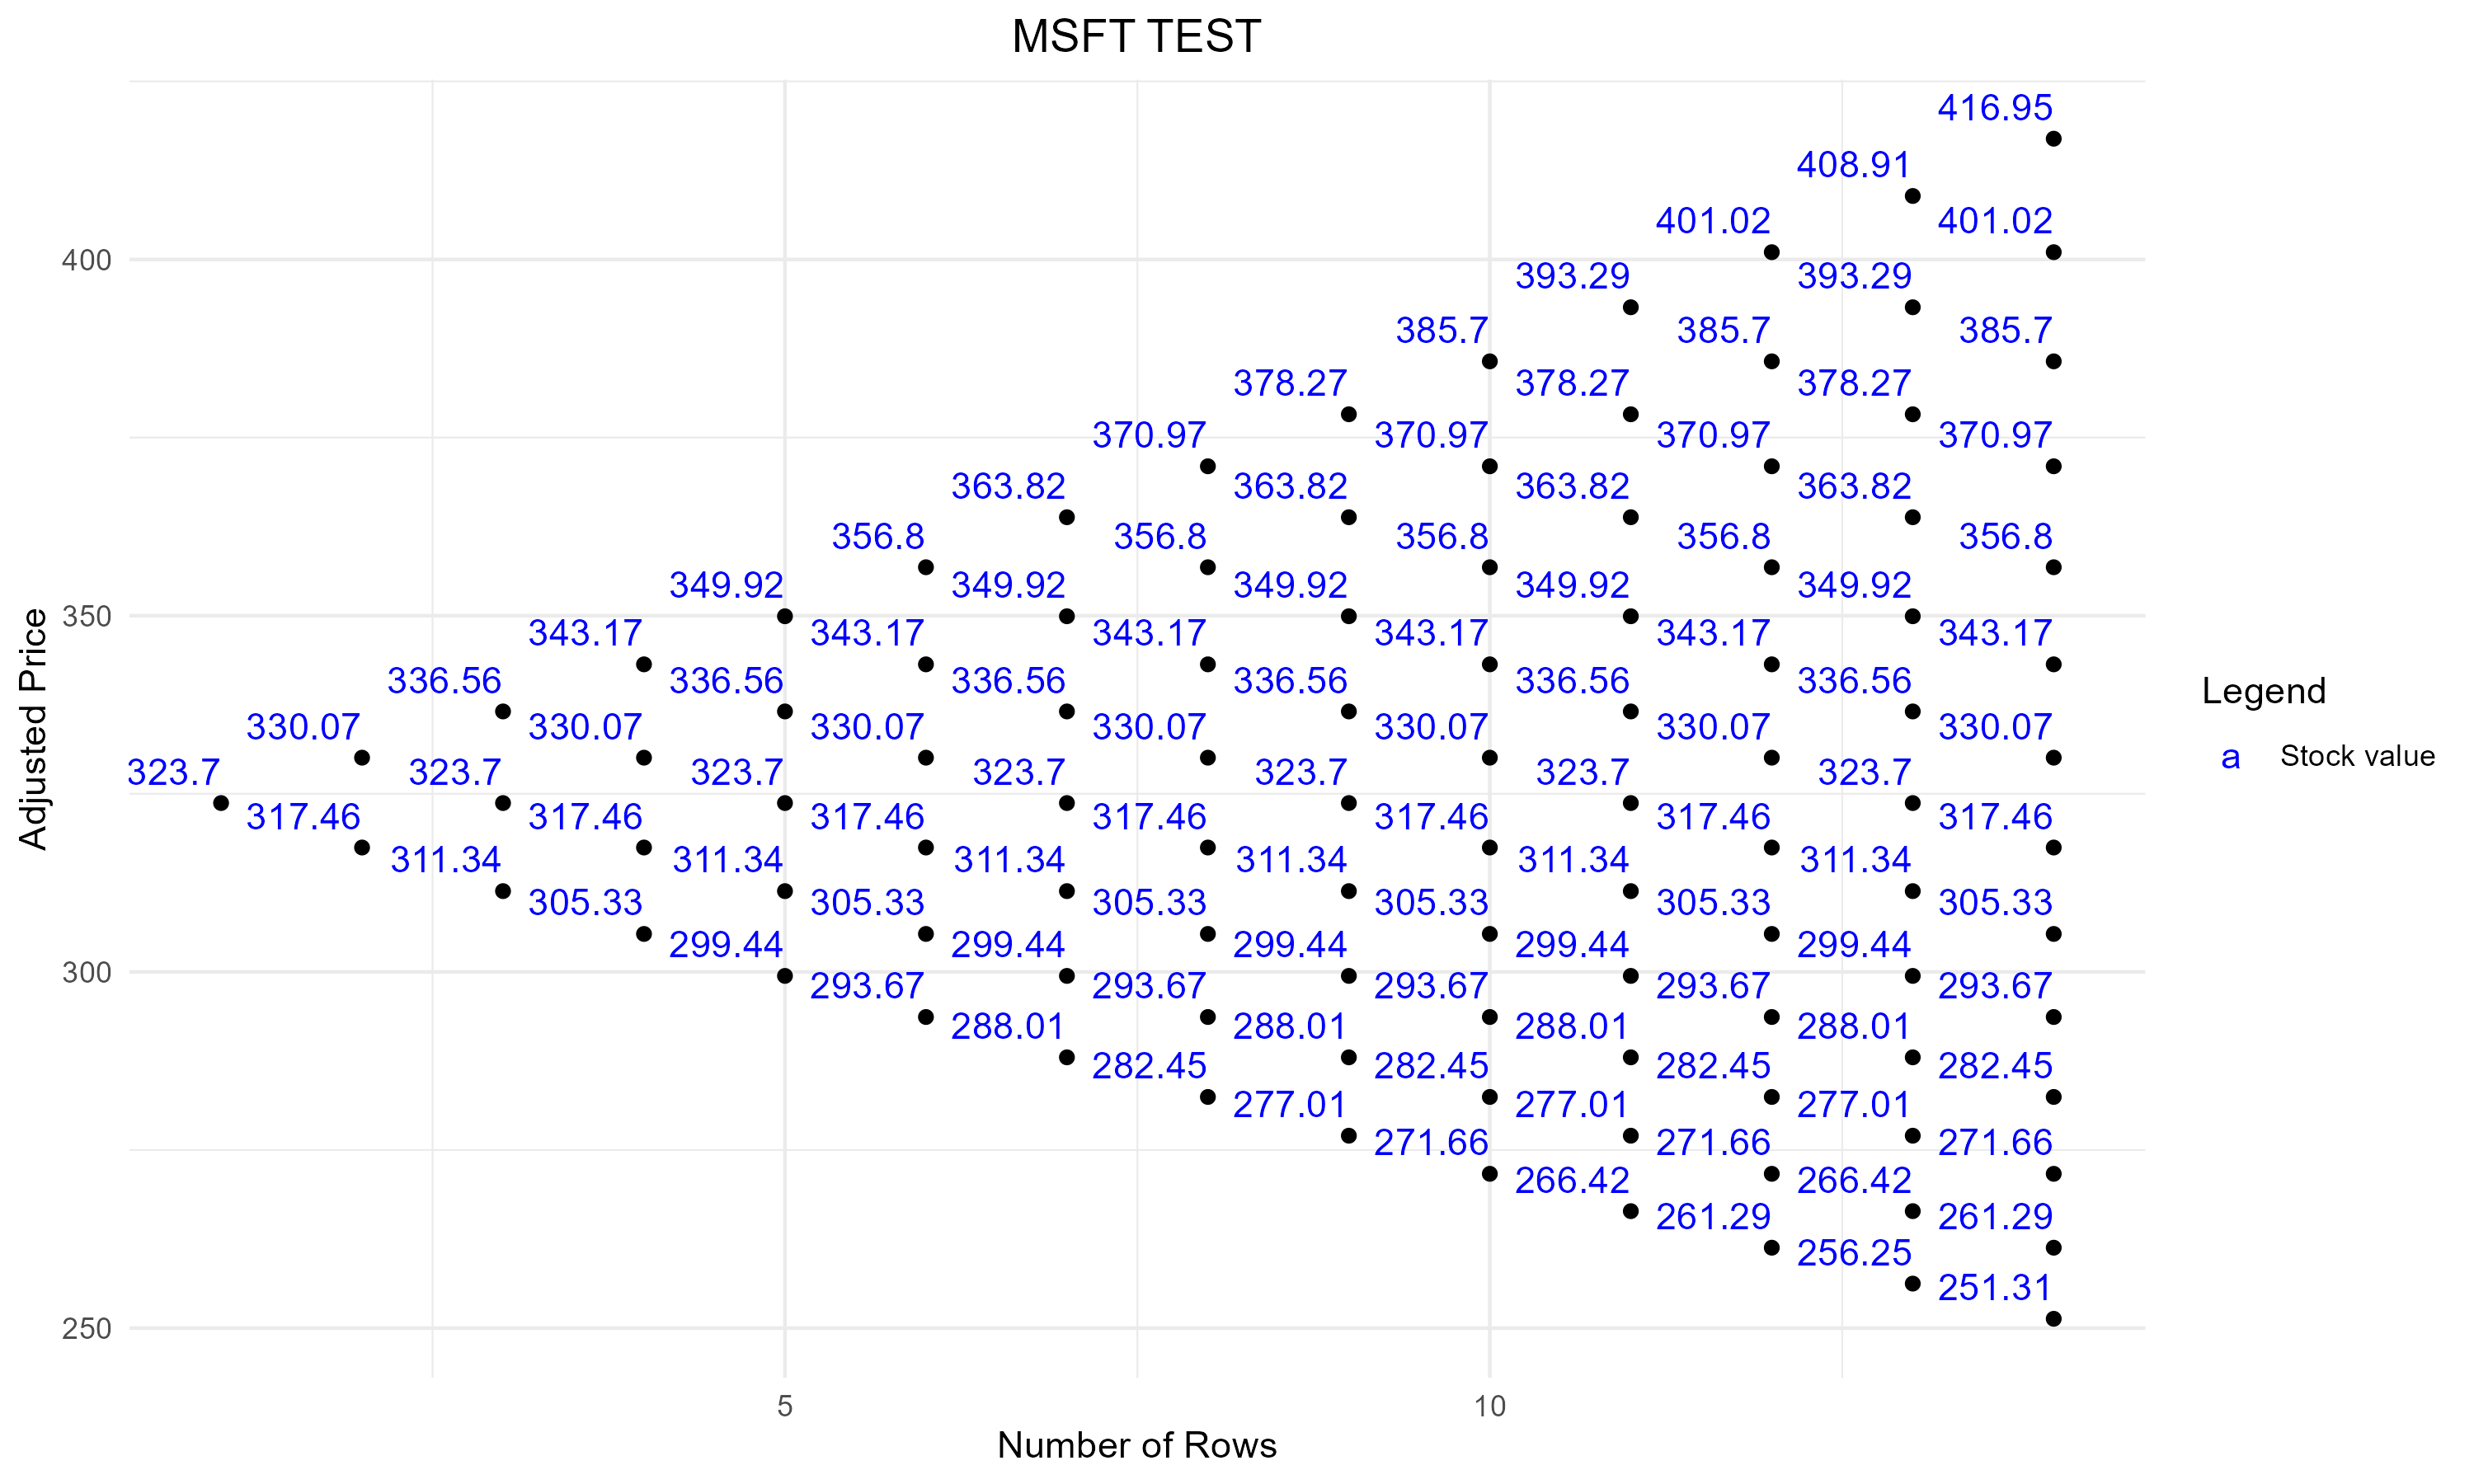 MSFT TEST
416.95
408.91
401.02 401.02
393.29 393.29
385.7 385.7 385.7
378.27 378.27 378.27
370.97 370.97 370.97 370.97
363.82 363.82 363.82 363.82
356.8 356.8 356.8 356.8 356.8
349.92 349.92 349.92 349.92 349.92
343.17 343.17 343.17 343.17 343.17 343.17
336.56 336.56 336.56 336.56 336.56 336.56
330.07 330.07 330.07 330.07 330.07 330.07 330.07
323.7 323.7 323.7 323.7 323.7 323.7 323.7
317.46 317.46 317.46 317.46 317.46 317.46 317.46
311.34 311.34 311.34 311.34 311.34 311.34
305.33 305.33 305.33 305.33 305.33 305.33
299.44 299.44 299.44 299.44 299.44
293.67 293.67 293.67 293.67 293.67
288.01 288.01 288.01 288.01
282.45 282.45 282.45 282.45
277.01 277.01 277.01
271.66 271.66 271.66
266.42 266.42
261.29 261.29
256.25
251.31
400
350
300
250
5 10
Number of Rows
Adjusted Price
Legend
a Stock value